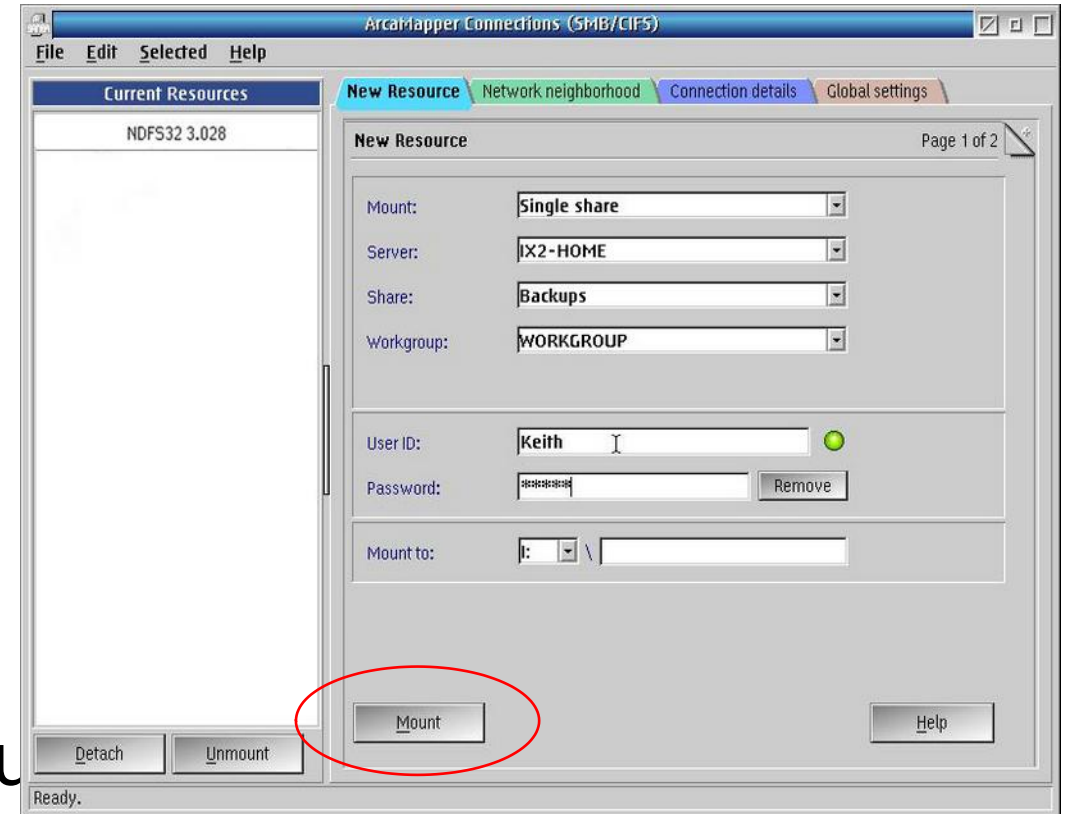 ArcaMapper Connections (SMB/CIFS)
File Edit Selected Help
Current Resources
NDFS32 3.028
New Resource Network neighborhood Connection details Global settings
New Resource Page 1 of 2
Mount: Single share
Server: IX2-HOME
Share: Backups
Workgroup: WORKGROUP
User ID: Keith
Password: ****** Remove
Mount to: I: \
Mount Help
Detach Unmount
Ready.